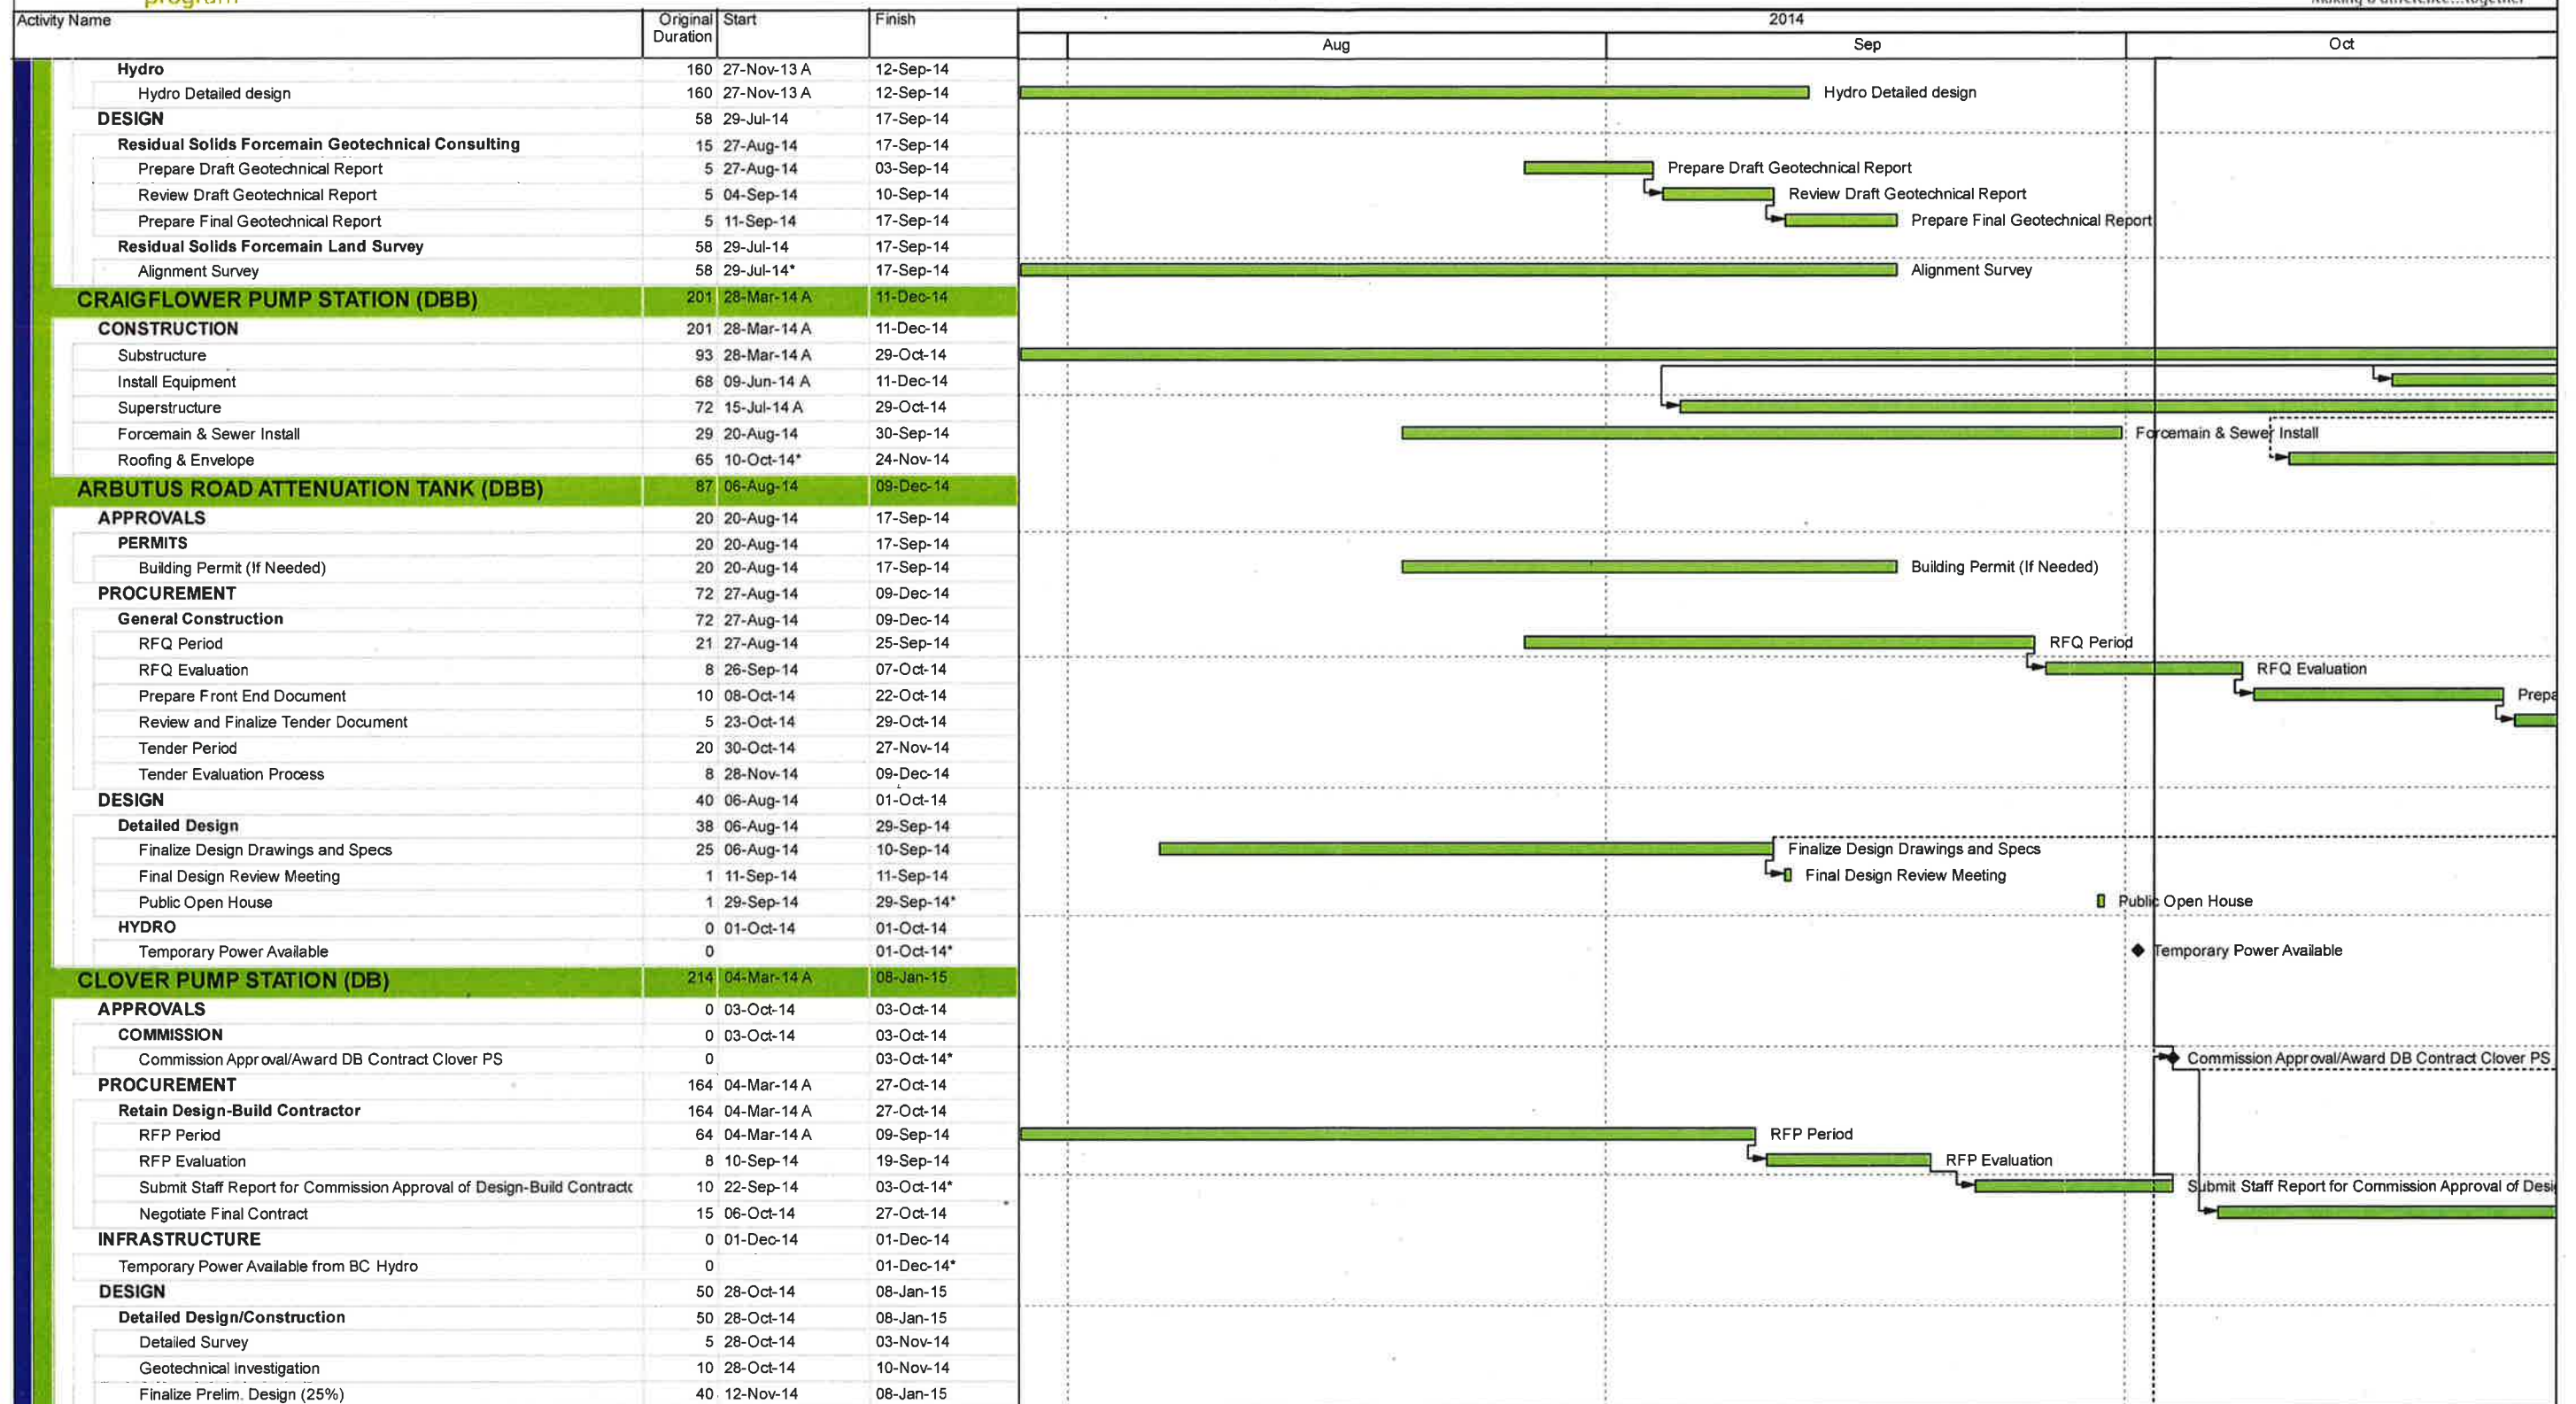 program
Making a difference...together
Activity Name Original Duration Start Finish 2014
Aug Sep Oct
Hydro 160 27-Nov-13 A 12-Sep-14
Hydro Detailed design 160 27-Nov-13 A 12-Sep-14 Hydro Detailed design
DESIGN 58 29-Jul-14 17-Sep-14
Residual Solids Forcemain Geotechnical Consulting 15 27-Aug-14 17-Sep-14
Prepare Draft Geotechnical Report 5 27-Aug-14 03-Sep-14 Prepare Draft Geotechnical Report
Review Draft Geotechnical Report 5 04-Sep-14 10-Sep-14 Review Draft Geotechnical Report
Prepare Final Geotechnical Report 5 11-Sep-14 17-Sep-14 Prepare Final Geotechnical Report
Residual Solids Forcemain Land Survey 58 29-Jul-14 17-Sep-14
Alignment Survey 58 29-Jul-14* 17-Sep-14 Alignment Survey
CRAIGFLOWER PUMP STATION (DBB) 201 28-Mar-14 A 11-Dec-14
CONSTRUCTION 201 28-Mar-14 A 11-Dec-14
Substructure 93 28-Mar-14 A 29-Oct-14
Install Equipment 68 09-Jun-14 A 11-Dec-14
Superstructure 72 15-Jul-14 A 29-Oct-14
Forcemain & Sewer Install 29 20-Aug-14 30-Sep-14 Forcemain & Sewer Install
Roofing & Envelope 65 10-Oct-14* 24-Nov-14
ARBUTUS ROAD ATTENUATION TANK (DBB) 87 06-Aug-14 09-Dec-14
APPROVALS 20 20-Aug-14 17-Sep-14
PERMITS 20 20-Aug-14 17-Sep-14
Building Permit (If Needed) 20 20-Aug-14 17-Sep-14 Building Permit (If Needed)
PROCUREMENT 72 27-Aug-14 09-Dec-14
General Construction 72 27-Aug-14 09-Dec-14
RFQ Period 21 27-Aug-14 25-Sep-14 RFQ Period
RFQ Evaluation 8 26-Sep-14 07-Oct-14 RFQ Evaluation
Prepare Front End Document 10 08-Oct-14 22-Oct-14 Prepa
Review and Finalize Tender Document 5 23-Oct-14 29-Oct-14
Tender Period 20 30-Oct-14 27-Nov-14
Tender Evaluation Process 8 28-Nov-14 09-Dec-14
DESIGN 40 06-Aug-14 01-Oct-14
Detailed Design 38 06-Aug-14 29-Sep-14
Finalize Design Drawings and Specs 25 06-Aug-14 10-Sep-14 Finalize Design Drawings and Specs
Final Design Review Meeting 1 11-Sep-14 11-Sep-14 Final Design Review Meeting
Public Open House 1 29-Sep-14 29-Sep-14* Public Open House
HYDRO 0 01-Oct-14 01-Oct-14
Temporary Power Available 0 01-Oct-14* Temporary Power Available
CLOVER PUMP STATION (DB) 214 04-Mar-14 A 08-Jan-15
APPROVALS 0 03-Oct-14 03-Oct-14
COMMISSION 0 03-Oct-14 03-Oct-14
Commission Approval/Award DB Contract Clover PS 0 03-Oct-14* Commission Approval/Award DB Contract Clover PS
PROCUREMENT 164 04-Mar-14 A 27-Oct-14
Retain Design-Build Contractor 164 04-Mar-14 A 27-Oct-14
RFP Period 64 04-Mar-14 A 09-Sep-14 RFP Period
RFP Evaluation 8 10-Sep-14 19-Sep-14 RFP Evaluation
Submit Staff Report for Commission Approval of Design-Build Contractc 10 22-Sep-14 03-Oct-14* Submit Staff Report for Commission Approval of Desi
Negotiate Final Contract 15 06-Oct-14 27-Oct-14
INFRASTRUCTURE 0 01-Dec-14 01-Dec-14
Temporary Power Available from BC Hydro 0 01-Dec-14*
DESIGN 50 28-Oct-14 08-Jan-15
Detailed Design/Construction 50 28-Oct-14 08-Jan-15
Detailed Survey 5 28-Oct-14 03-Nov-14
Geotechnical investigation 10 28-Oct-14 10-Nov-14
Finalize Prelim. Design (25%) 40 12-Nov-14 08-Jan-15